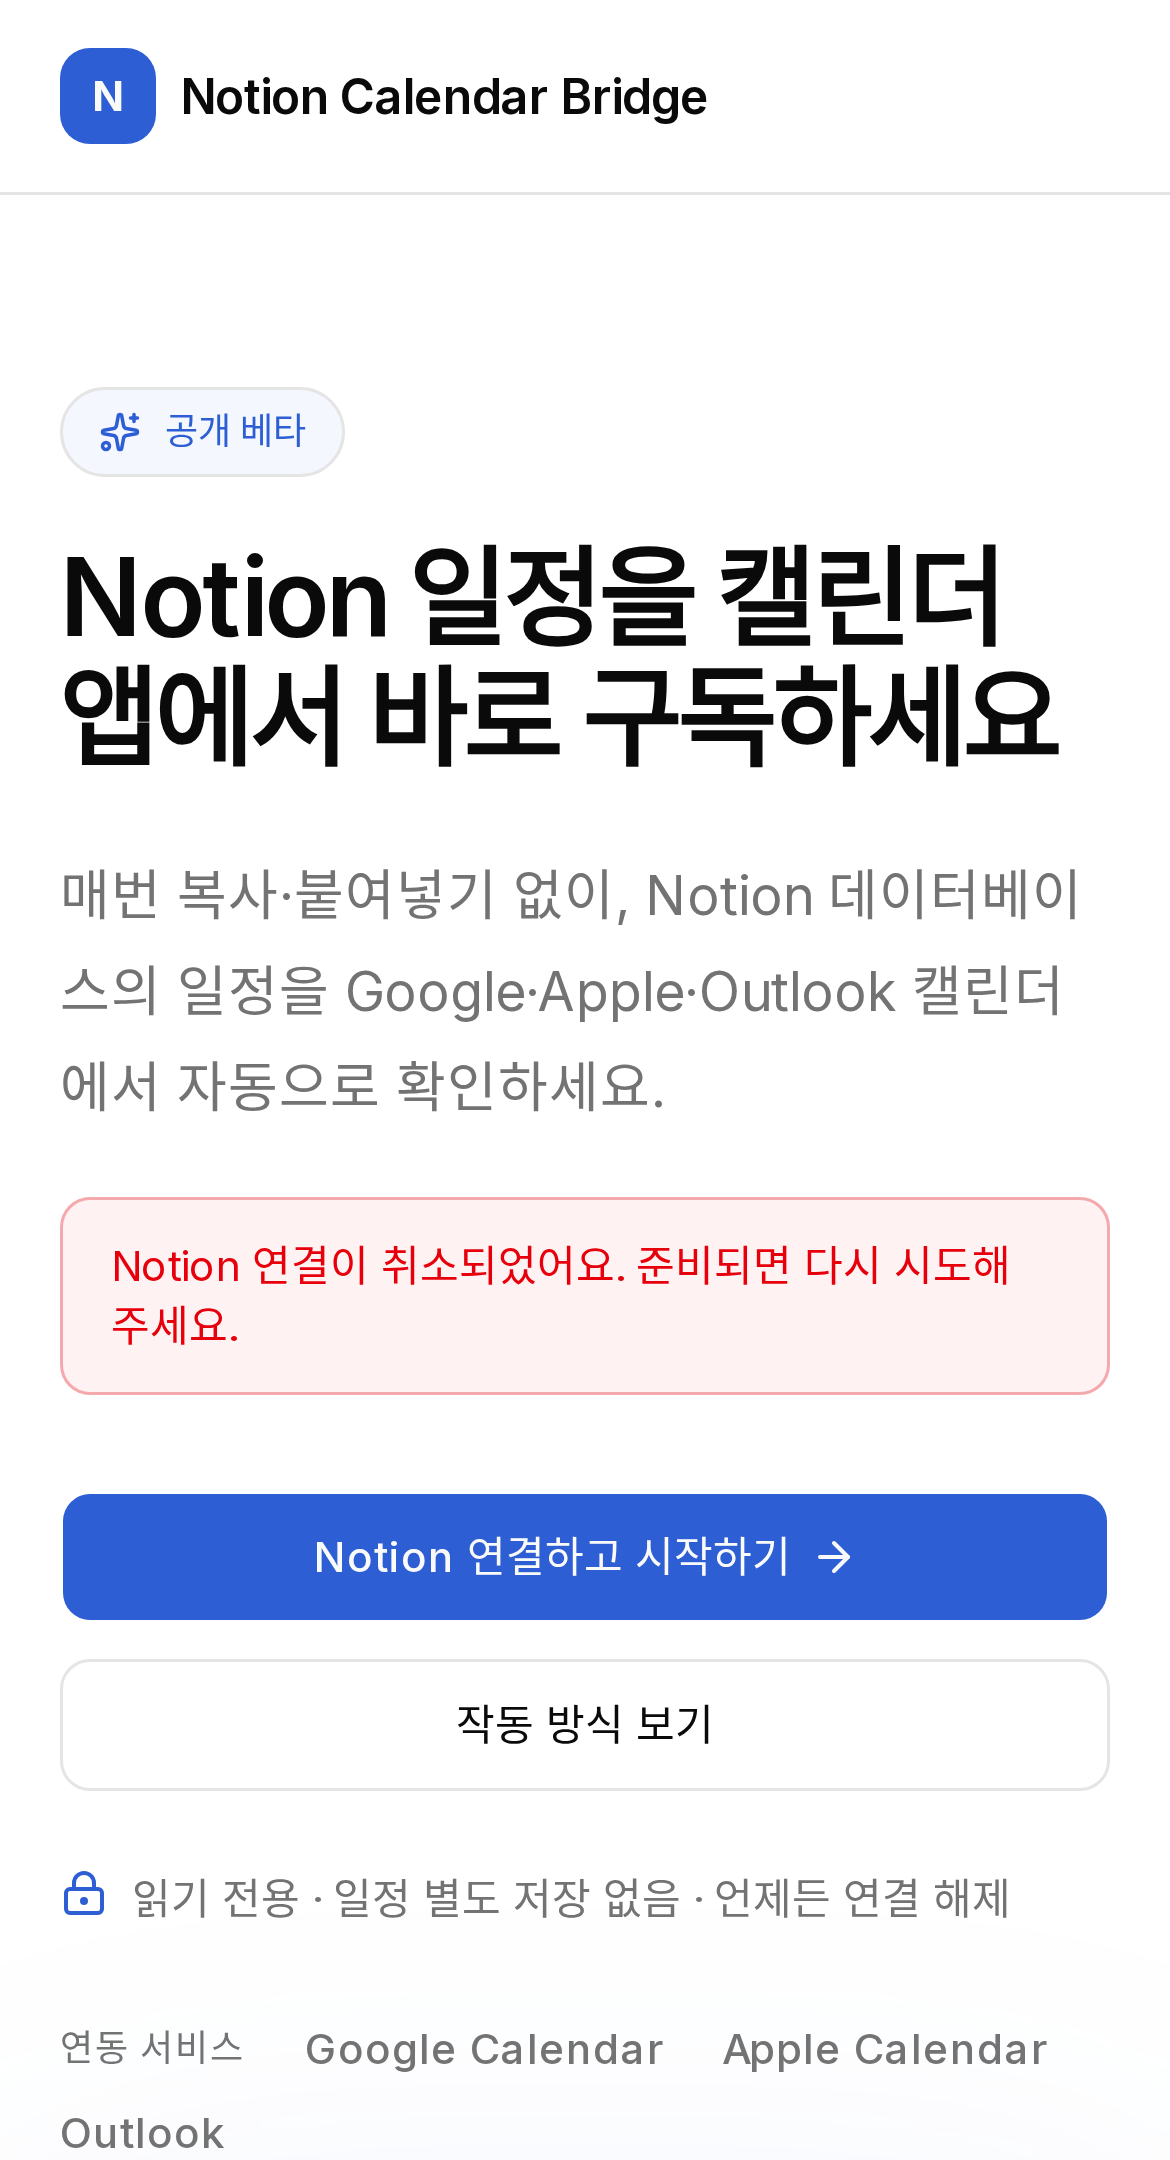 N Notion Calendar Bridge
공개 베타
Notion 일정을 캘린더
앱에서 바로 구독하세요
매번 복사·붙여넣기 없이, Notion 데이터베이
스의 일정을 Google·Apple·Outlook 캘린더
에서 자동으로 확인하세요.
Notion 연결이 취소되었어요. 준비되면 다시 시도해
주세요.
Notion 연결하고 시작하기 →
작동 방식 보기
읽기 전용 · 일정 별도 저장 없음 · 언제든 연결 해제
연동 서비스 Google Calendar Apple Calendar
Outlook